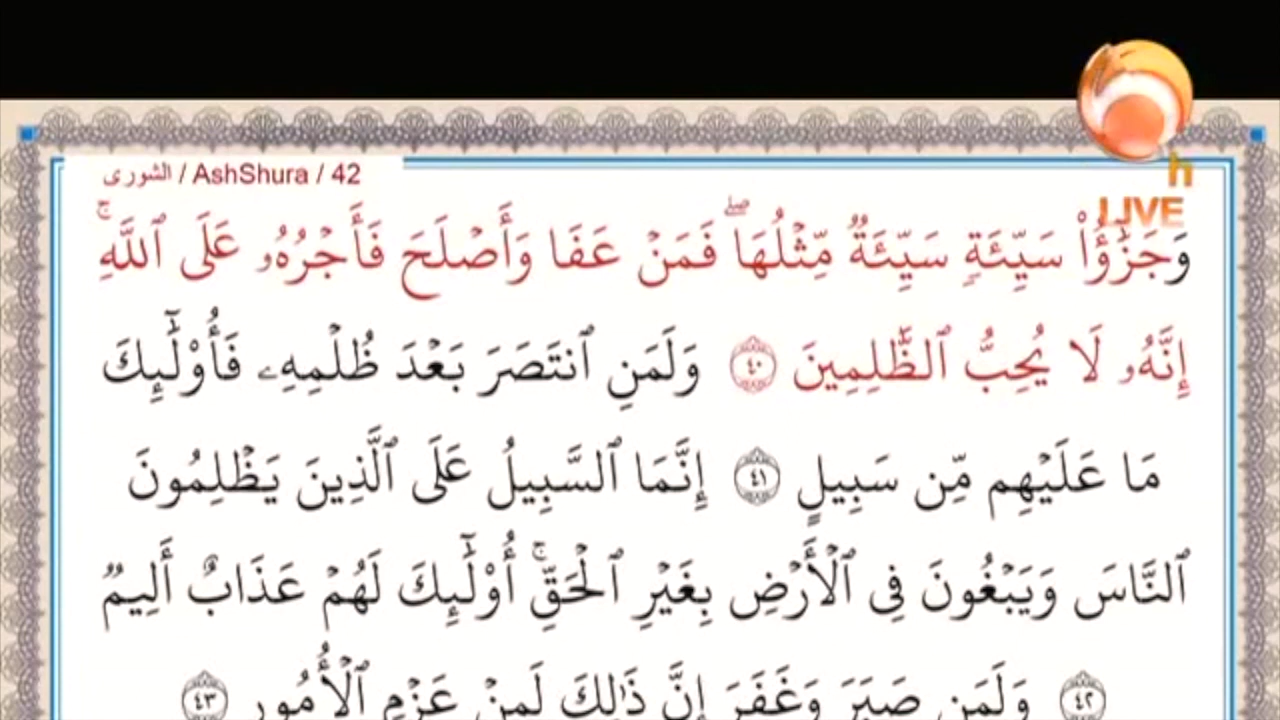 الشورى / AshShura / 42
h
LIVE
وَجَزَٰٓؤُا۟ سَيِّئَةٍ سَيِّئَةٌ مِّثْلُهَا ۖ فَمَنْ عَفَا وَأَصْلَحَ فَأَجْرُهُۥ عَلَى ٱللَّهِ ۚ
إِنَّهُۥ لَا يُحِبُّ ٱلظَّٰلِمِينَ ٤٠ وَلَمَنِ ٱنتَصَرَ بَعْدَ ظُلْمِهِۦ فَأُو۟لَٰٓئِكَ
مَا عَلَيْهِم مِّن سَبِيلٍ ٤١ إِنَّمَا ٱلسَّبِيلُ عَلَى ٱلَّذِينَ يَظْلِمُونَ
ٱلنَّاسَ وَيَبْغُونَ فِى ٱلْأَرْضِ بِغَيْرِ ٱلْحَقِّ ۚ أُو۟لَٰٓئِكَ لَهُمْ عَذَابٌ أَلِيمٌ
٤٢ وَلَمَن صَبَرَ وَغَفَرَ إِنَّ ذَٰلِكَ لَمِنْ عَزْمِ ٱلْأُمُورِ ٤٣